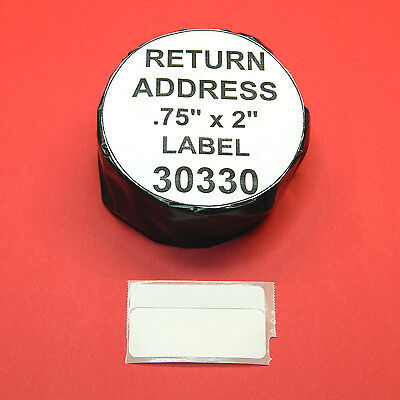 RETURN
ADDRESS
.75" x 2"
LABEL
30330